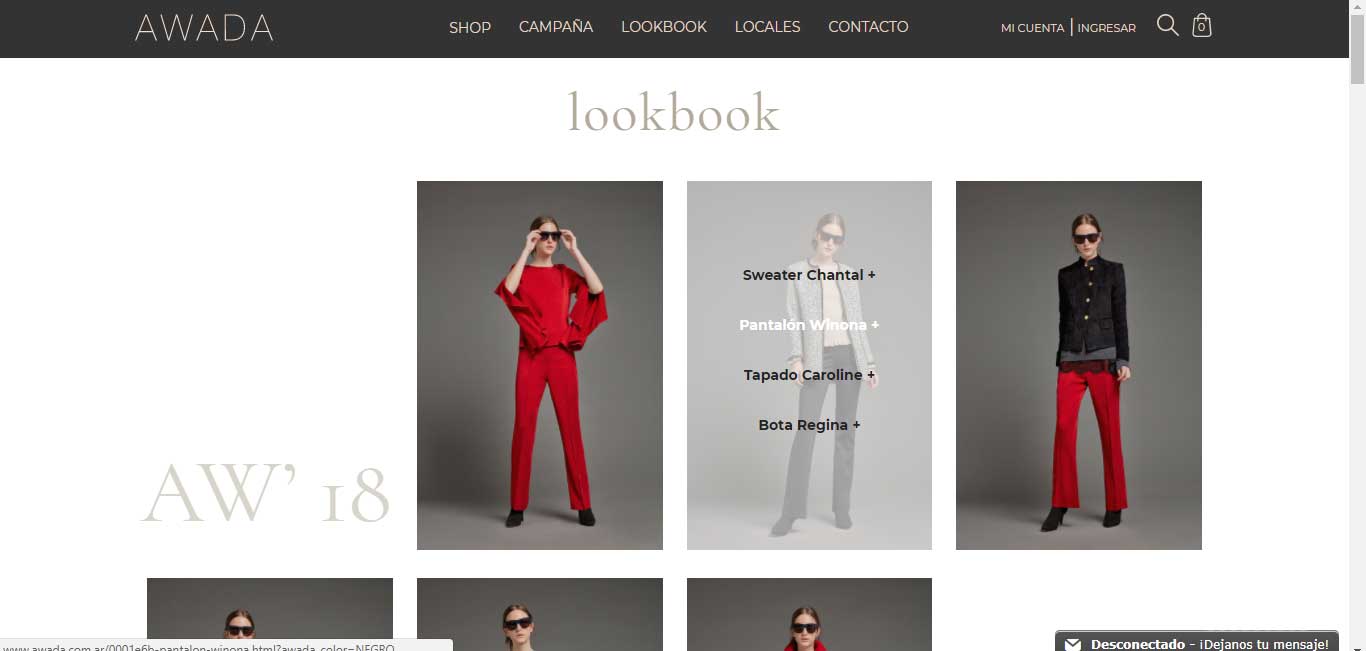 AWADA
SHOP CAMPAÑA LOOKBOOK LOCALES CONTACTO
MI CUENTA | INGRESAR
0
lookbook
Sweater Chantal +
Pantalón Winona +
Tapado Caroline +
Bota Regina +
AW’ 18
www.awada.com.ar/0001e6b-pantalon-winona.html?awada_color=NEGRO
Desconectado - ¡Dejanos tu mensaje!